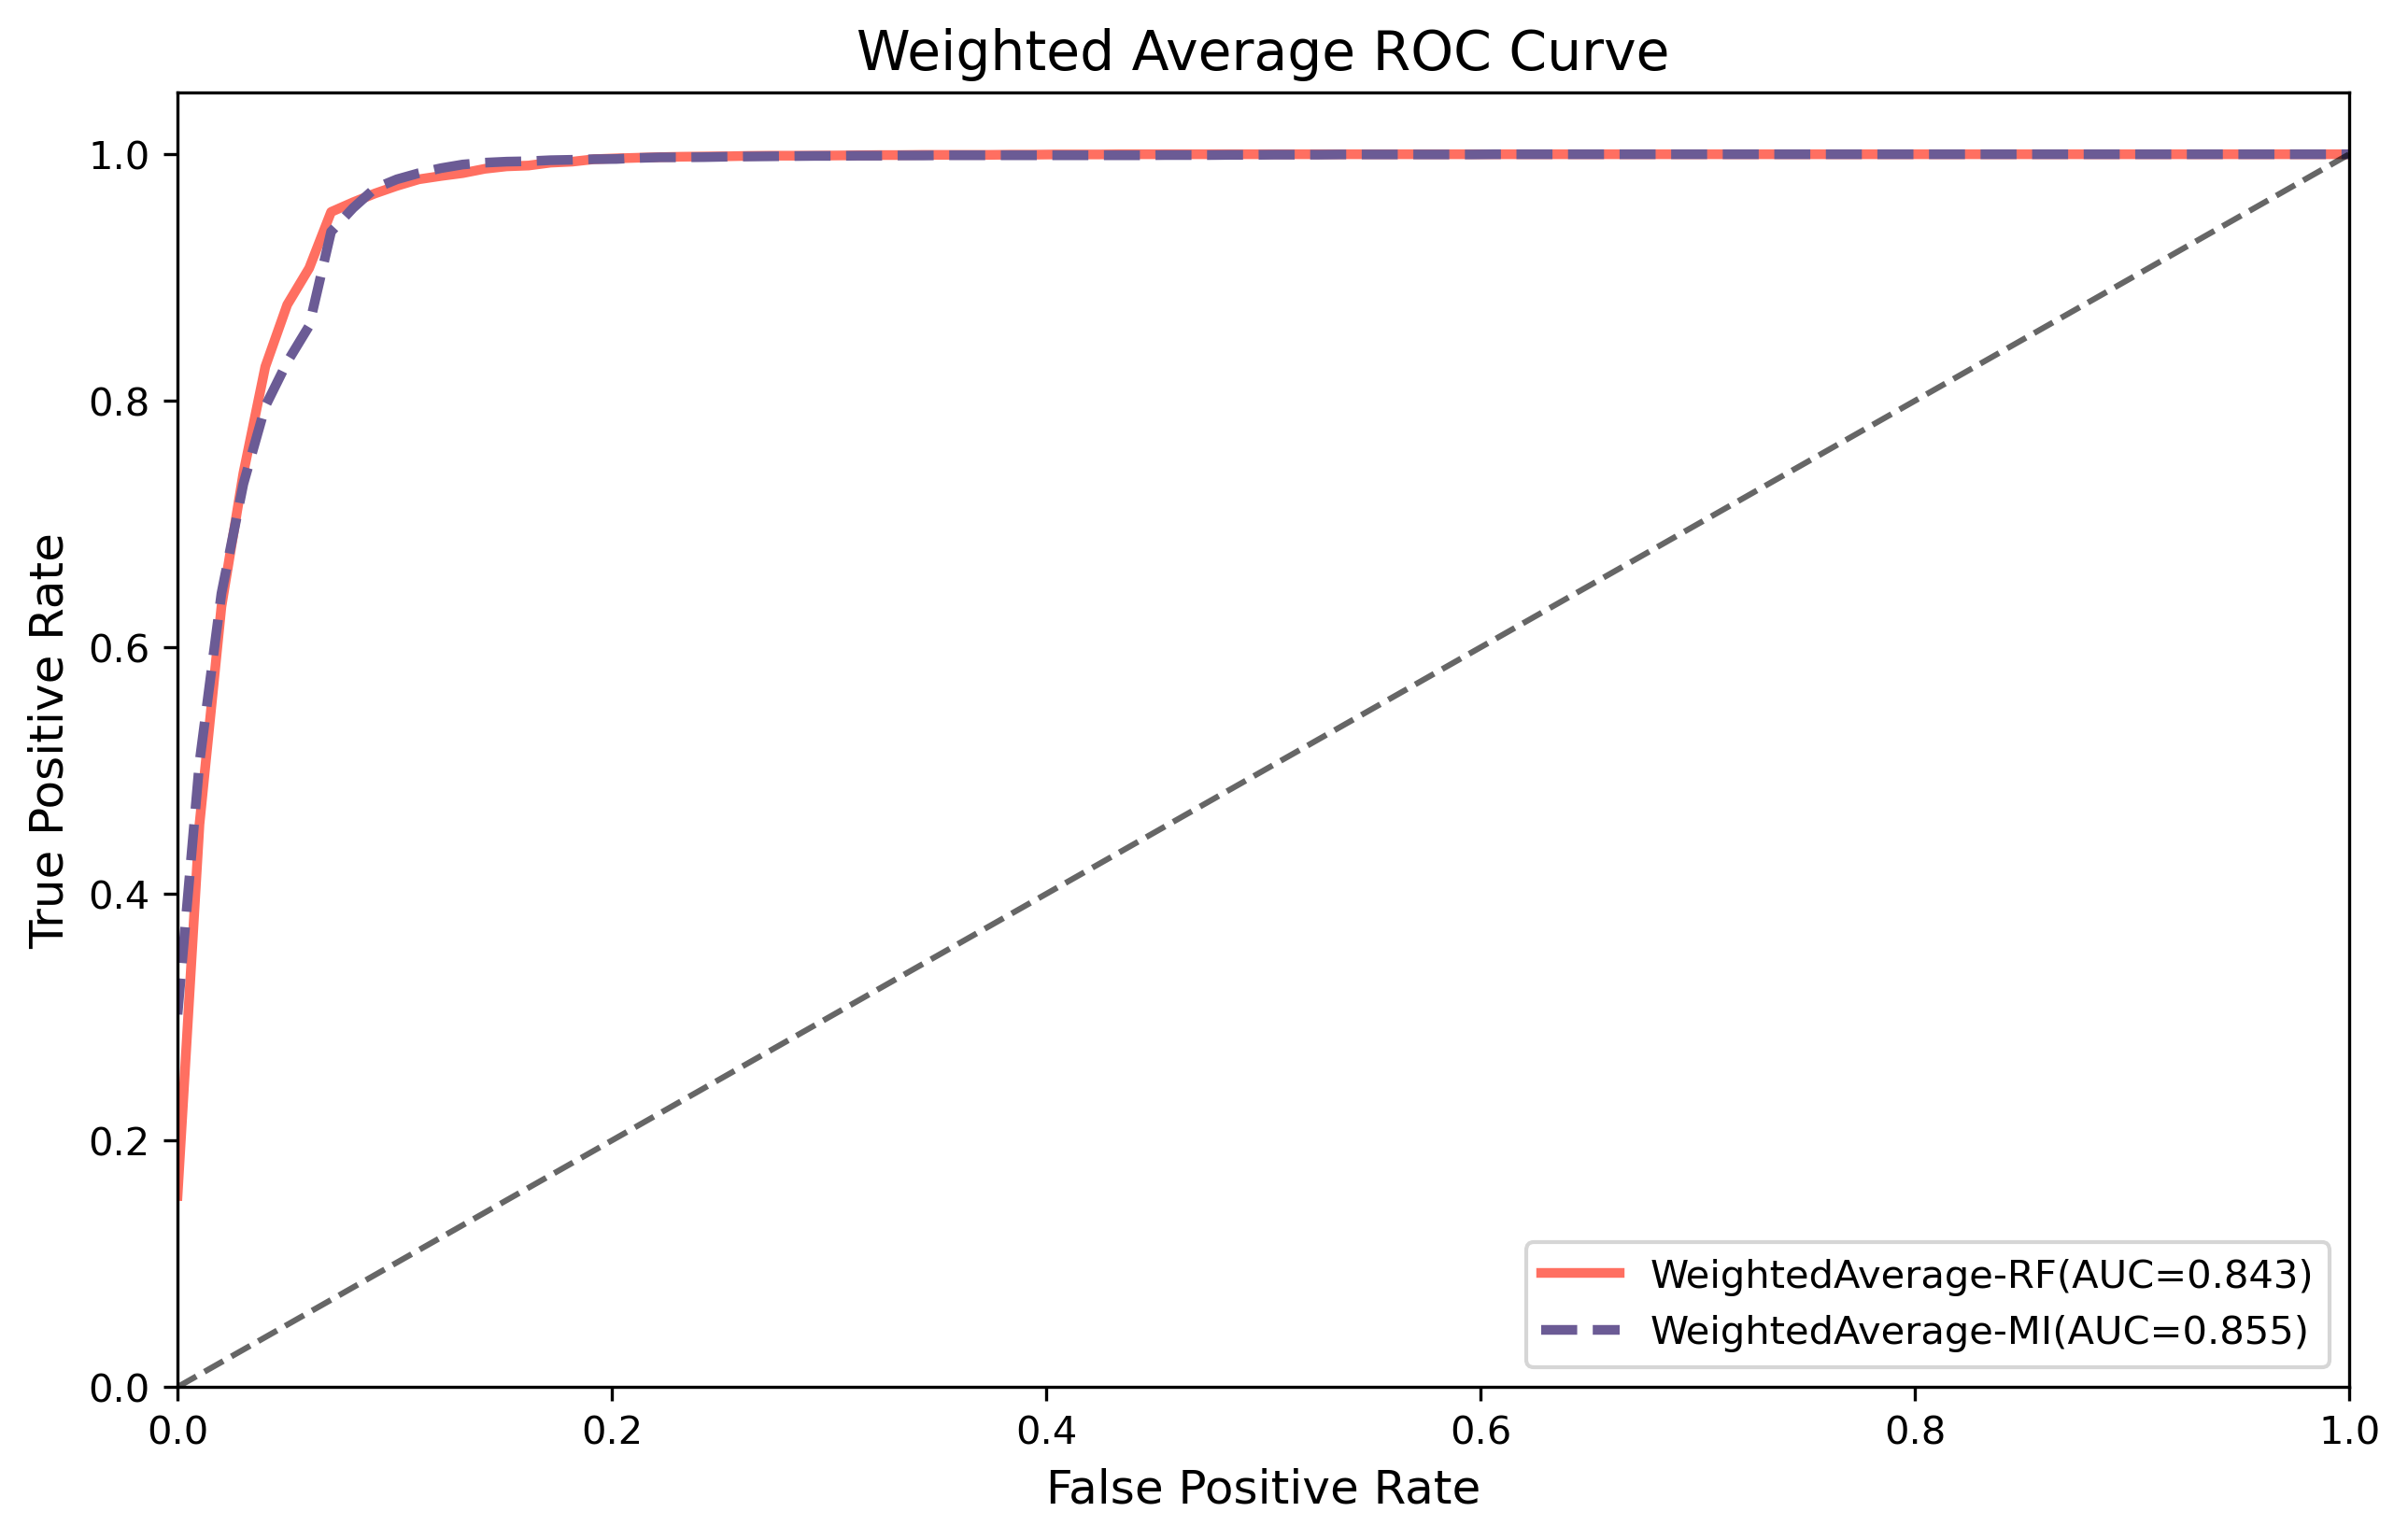 Weighted Average ROC Curve
True Positive Rate
1.0
0.8
0.6
0.4
0.2
0.0
0.0 0.2 0.4 0.6 0.8 1.0
False Positive Rate
WeightedAverage-RF(AUC=0.843)
WeightedAverage-MI(AUC=0.855)